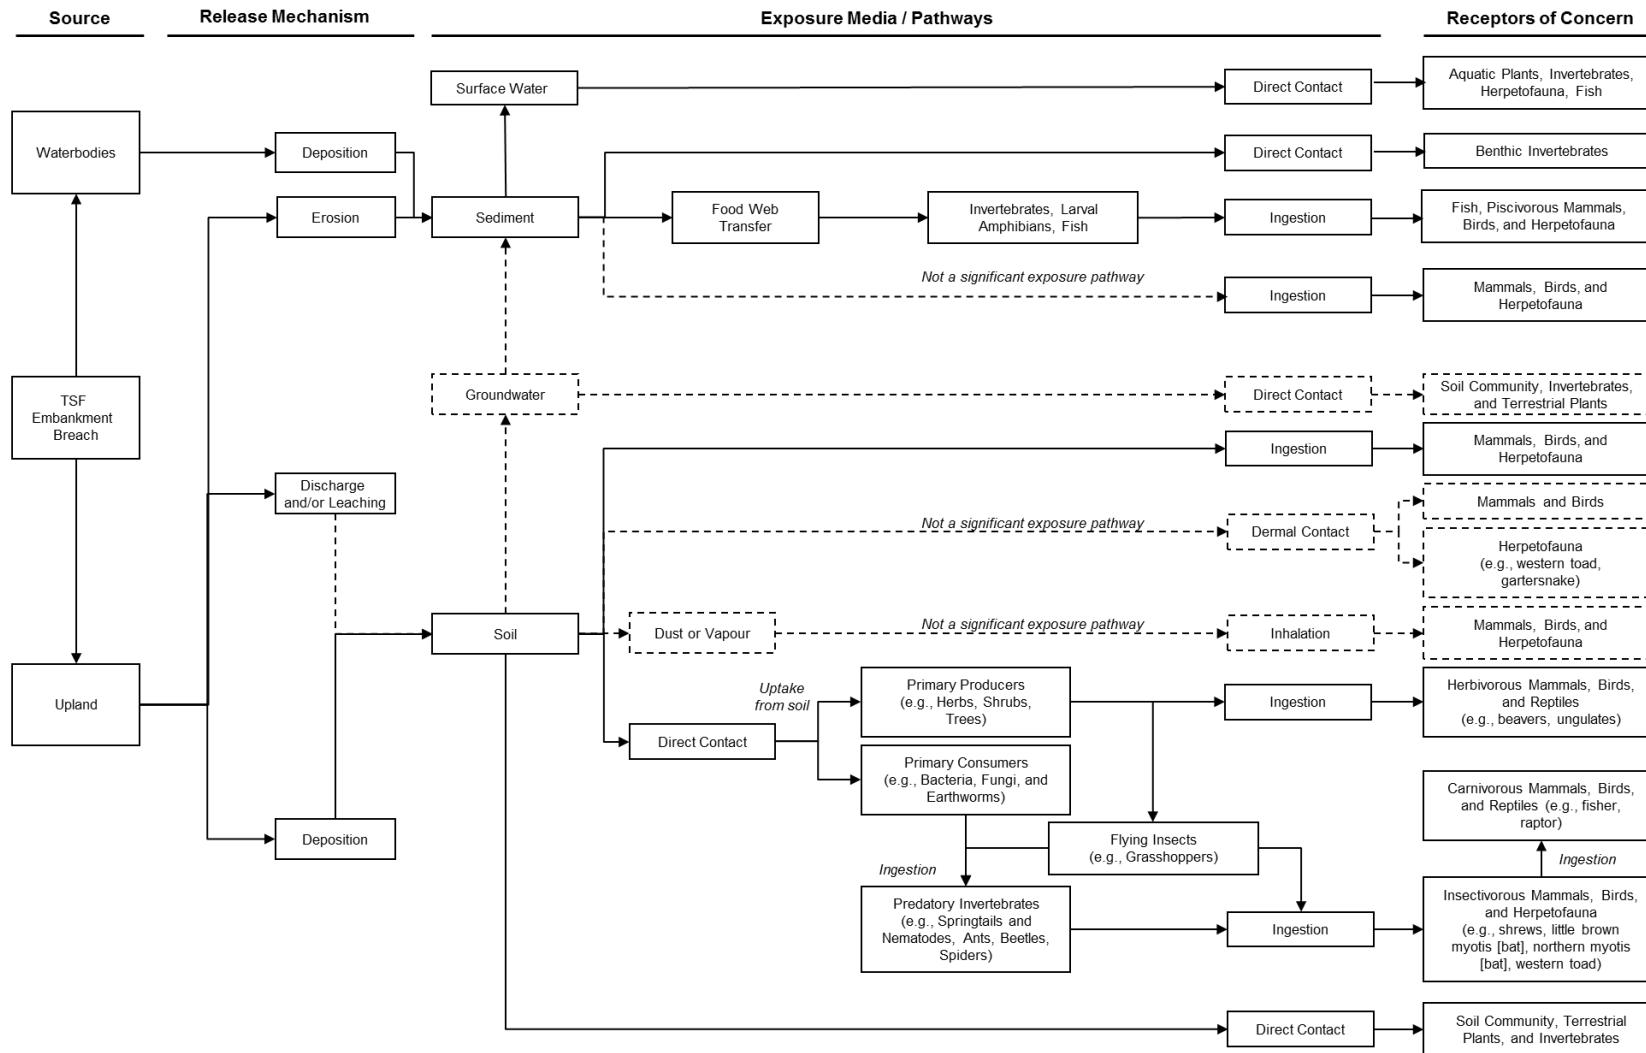 Source
Release Mechanism
Exposure Media / Pathways
Receptors of Concern
Surface Water
Direct Contact
Aquatic Plants, Invertebrates,
Herpetofauna, Fish
Waterbodies
Deposition
Direct Contact
Benthic Invertebrates
Erosion
Sediment
Food Web
Transfer
Invertebrates, Larval
Amphibians, Fish
Ingestion
Fish, Piscivorous Mammals,
Birds, and Herpetofauna
Not a significant exposure pathway
Ingestion
Mammals, Birds, and
Herpetofauna
TSF
Embankment
Breach
Groundwater
Direct Contact
Soil Community, Invertebrates,
and Terrestrial Plants
Ingestion
Mammals, Birds, and
Herpetofauna
Discharge
and/or Leaching
Not a significant exposure pathway
Dermal Contact
Mammals and Birds
Herpetofauna
(e.g., western toad,
gartersnake)
Soil
Dust or Vapour
Not a significant exposure pathway
Inhalation
Mammals, Birds, and
Herpetofauna
Upland
Uptake
from soil
Direct Contact
Primary Producers
(e.g., Herbs, Shrubs,
Trees)
Ingestion
Herbivorous Mammals, Birds,
and Reptiles
(e.g., beavers, ungulates)
Primary Consumers
(e.g., Bacteria, Fungi, and
Earthworms)
Carnivorous Mammals, Birds,
and Reptiles (e.g., fisher,
raptor)
Deposition
Flying Insects
(e.g., Grasshoppers)
Ingestion
Ingestion
Predatory Invertebrates
(e.g., Springtails and
Nematodes, Ants, Beetles,
Spiders)
Ingestion
Insectivorous Mammals, Birds,
and Herpetofauna
(e.g., shrews, little brown
myotis [bat], northern myotis
[bat], western toad)
Direct Contact
Soil Community, Terrestrial
Plants, and Invertebrates